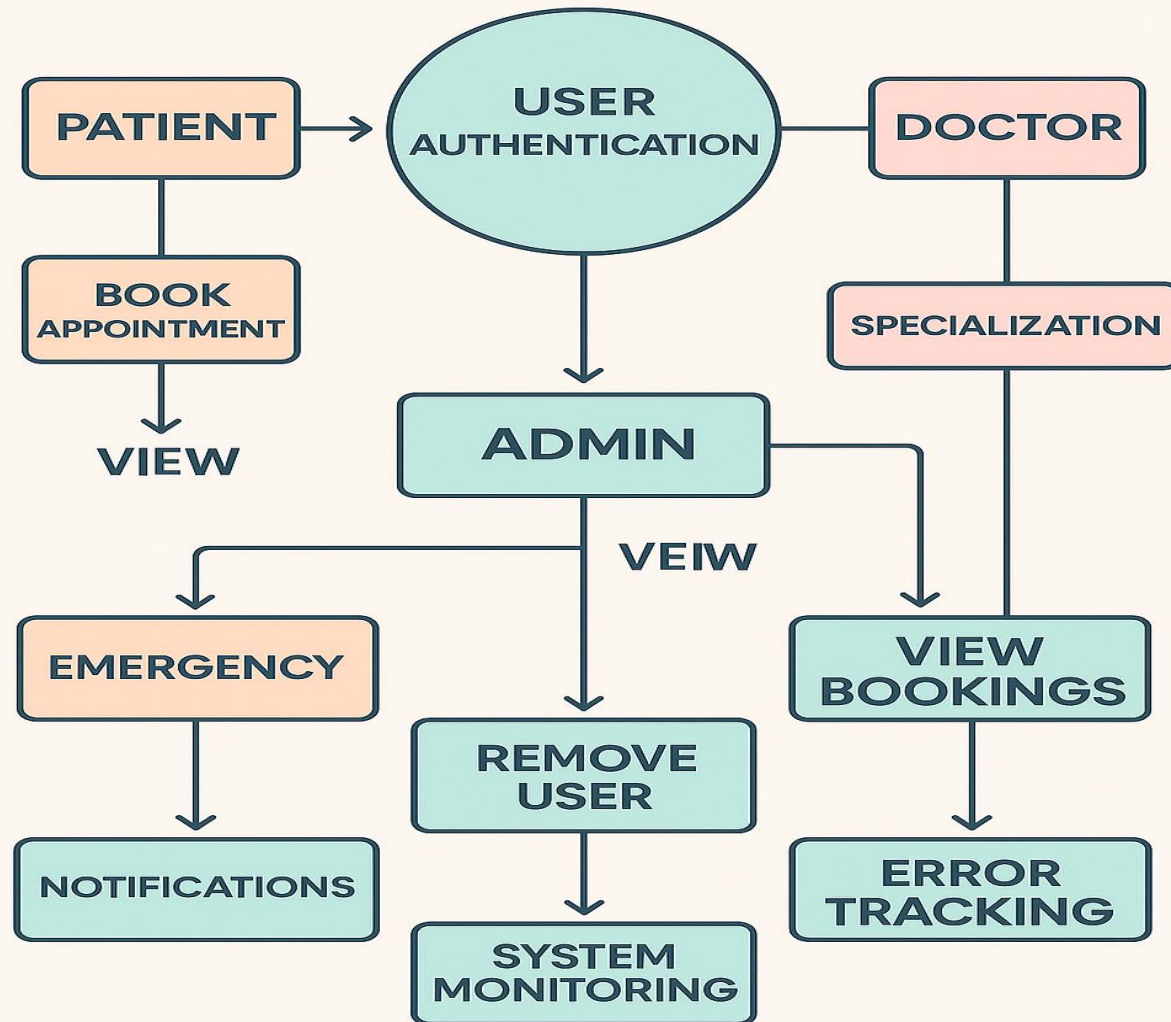 PATIENT
USER
AUTHENTICATION
DOCTOR
BOOK
APPOINTMENT
SPECIALIZATION
VIEW
ADMIN
VEIW
EMERGENCY
VIEW
BOOKINGS
REMOVE
USER
NOTIFICATIONS
ERROR
TRACKING
SYSTEM
MONITORING